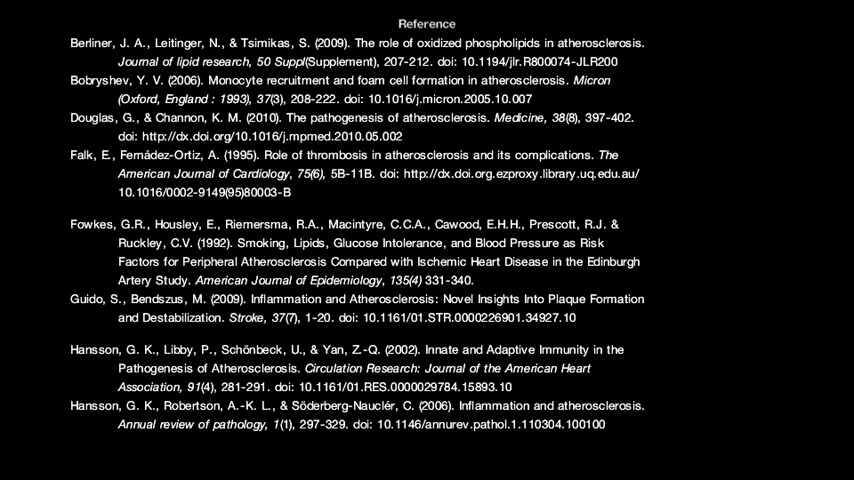 Reference
Berliner, J. A., Leitinger, N., & Tsimikas, S. (2009). The role of oxidized phospholipids in atherosclerosis.
Journal of lipid research, 50 Suppl(Supplement), 207-212. doi: 10.1194/jlr.R800074-JLR200
Bobryshev, Y. V. (2006). Monocyte recruitment and foam cell formation in atherosclerosis. Micron
(Oxford, England : 1993), 37(3), 208-222. doi: 10.1016/j.micron.2005.10.007
Douglas, G., & Channon, K. M. (2010). The pathogenesis of atherosclerosis. Medicine, 38(8), 397-402.
doi: http://dx.doi.org/10.1016/j.mpmed.2010.05.002
Falk, E., Fernádez-Ortiz, A. (1995). Role of thrombosis in atherosclerosis and its complications. The
American Journal of Cardiology, 75(6), 5B-11B. doi: http://dx.doi.org.ezproxy.library.uq.edu.au/
10.1016/0002-9149(95)80003-B
Fowkes, G.R., Housley, E., Riemersma, R.A., Macintyre, C.C.A., Cawood, E.H.H., Prescott, R.J. &
Ruckley, C.V. (1992). Smoking, Lipids, Glucose Intolerance, and Blood Pressure as Risk
Factors for Peripheral Atherosclerosis Compared with Ischemic Heart Disease in the Edinburgh
Artery Study. American Journal of Epidemiology, 135(4) 331-340.
Guido, S., Bendszus, M. (2009). Inflammation and Atherosclerosis: Novel Insights Into Plaque Formation
and Destabilization. Stroke, 37(7), 1-20. doi: 10.1161/01.STR.0000226901.34927.10
Hansson, G. K., Libby, P., Schönbeck, U., & Yan, Z.-Q. (2002). Innate and Adaptive Immunity in the
Pathogenesis of Atherosclerosis. Circulation Research: Journal of the American Heart
Association, 91(4), 281-291. doi: 10.1161/01.RES.0000029784.15893.10
Hansson, G. K., Robertson, A.-K. L., & Söderberg-Nauclér, C. (2006). Inflammation and atherosclerosis.
Annual review of pathology, 1(1), 297-329. doi: 10.1146/annurev.pathol.1.110304.100100